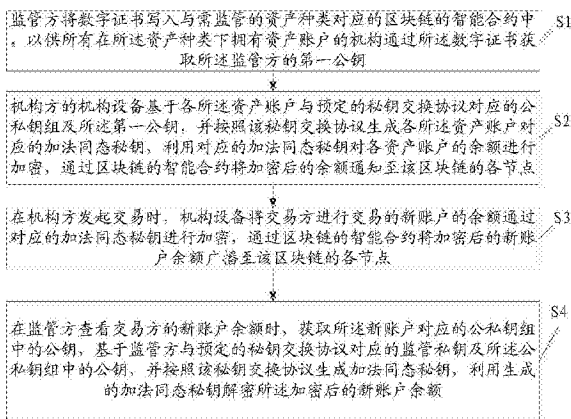 监管方将数字证书写入与需监管的资产种类对应的区块链的智能合约中
，以供所有在所述资产种类下拥有资产账户的机构通过所述数字证书获
取所述监管方的第一公钥
S1
机构方的机构设备基于各所述资产账户与预定的秘钥交换协议对应的公
私钥组及所述第一公钥，并按照该秘钥交换协议生成各所述资产账户对
应的加法同态秘钥，利用对应的加法同态秘钥对各资产账户的余额进行
加密，通过区块链的智能合约将加密后的余额通知至该区块链的各节点
S2
在机构方发起交易时，机构设备将交易方进行交易的新账户的余额通过
对应的加法同态秘钥进行加密，通过区块链的智能合约将加密后的新账
户余额广播至该区块链的各节点
S3
在监管方查看交易方的新账户余额时，获取所述新账户对应的公私钥组
中的公钥，基于监管方与预定的秘钥交换协议对应的监管私钥及所述公
私钥组中的公钥，并按照该秘钥交换协议生成加法同态秘钥，利用生成
的加法同态秘钥解密所述加密后的新账户余额
S4